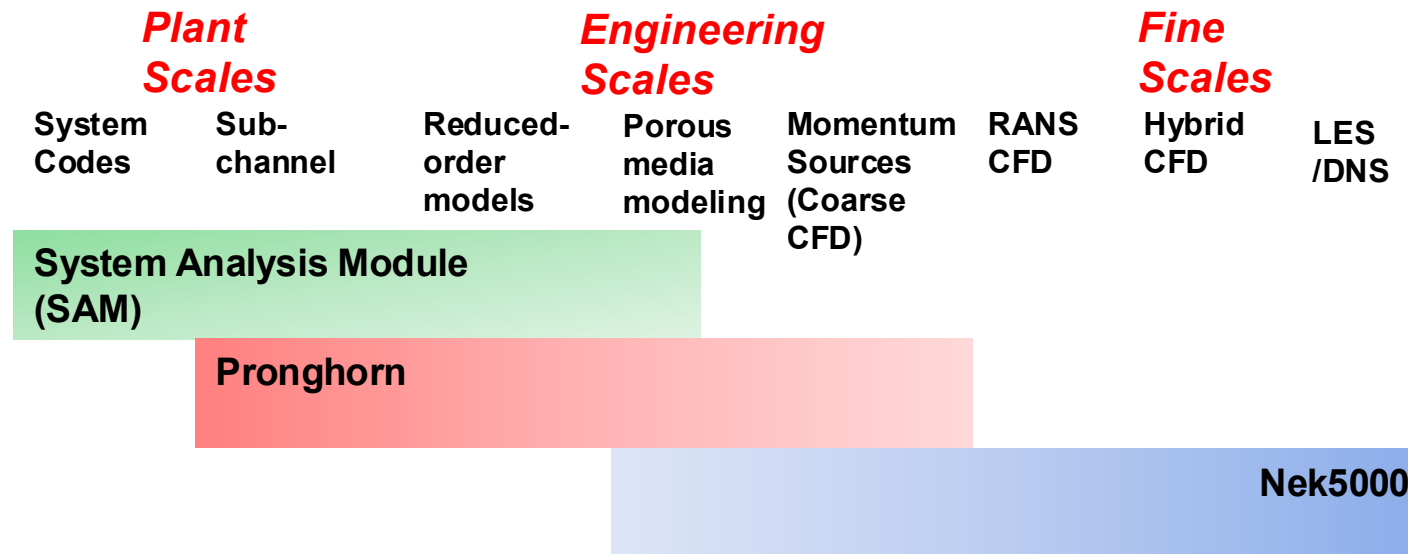 Plant
Scales
Engineering
Scales
Fine
Scales
System
Codes
Sub-
channel
Reduced-
order
models
Porous
media
modeling
Momentum
Sources
(Coarse
CFD)
RANS
CFD
Hybrid
CFD
LES
/DNS
System Analysis Module
(SAM)
Pronghorn
Nek5000